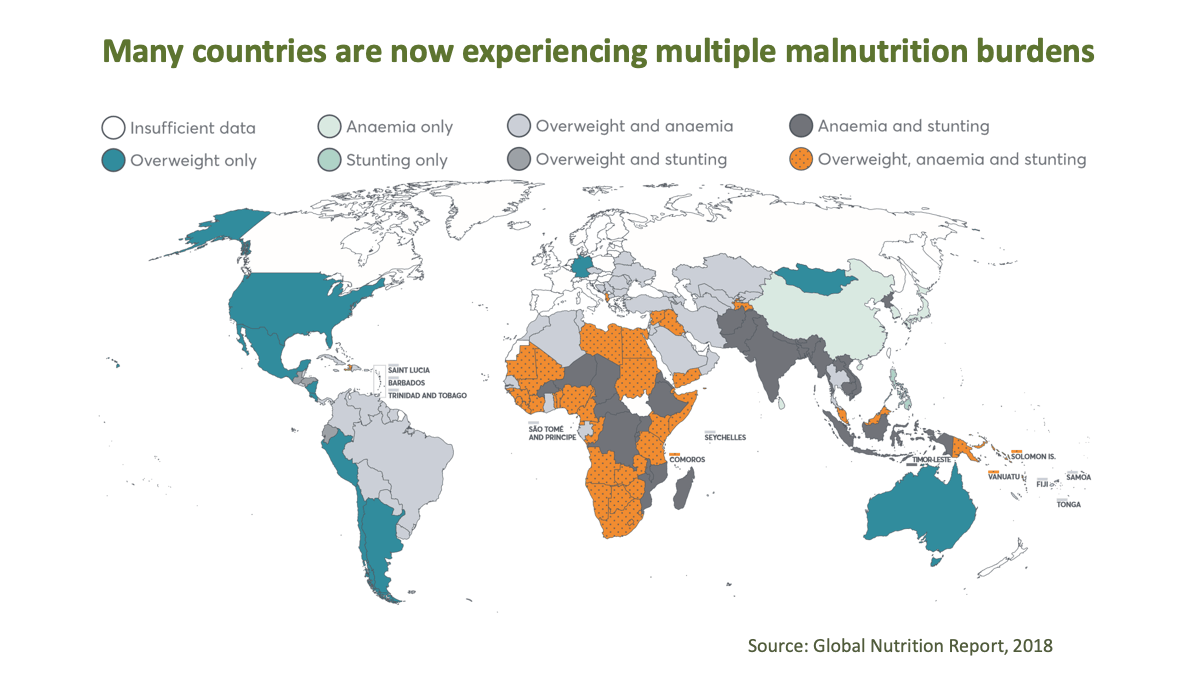 Many countries are now experiencing multiple malnutrition burdens
Insufficient data
Anaemia only
Overweight and anaemia
Anaemia and stunting
Overweight only
Stunting only
Overweight and stunting
Overweight, anaemia and stunting
SAINT LUCIA
BARBADOS
TRINIDAD AND TOBAGO
SÃO TOMÉ
AND PRINCIPE
SEYCHELLES
COMOROS
TIMOR-LESTE
SOLOMON IS.
VANUATU
FIJI
SAMOA
TONGA
Source: Global Nutrition Report, 2018